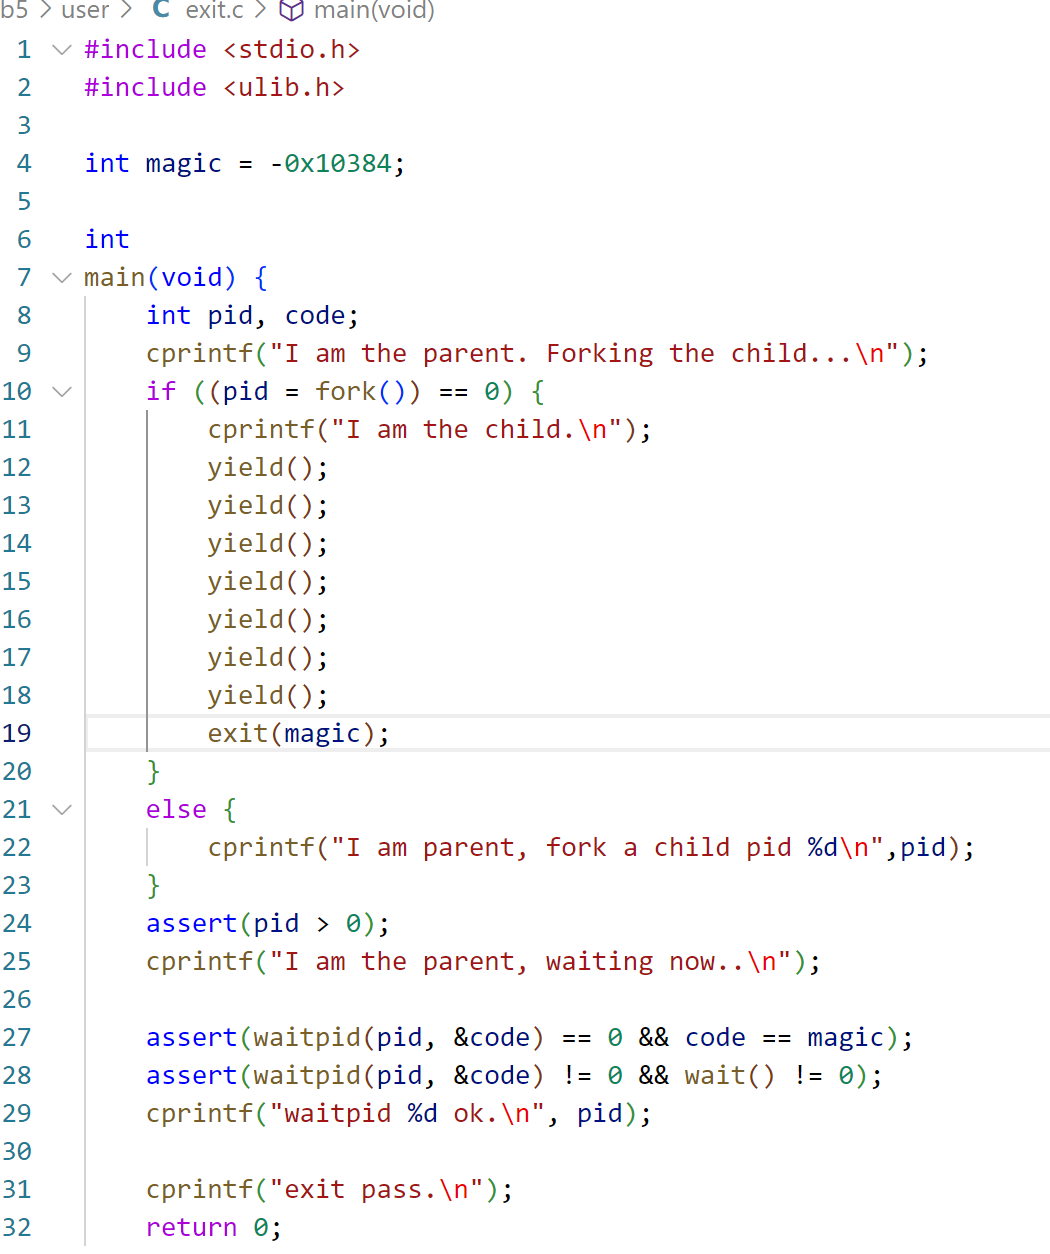 b5 > user > C exit.c > main(void)
1 #include <stdio.h>
2 #include <ulib.h>
3
4 int magic = -0x10384;
5
6 int
7 main(void) {
8     int pid, code;
9     cprintf("I am the parent. Forking the child...\n");
10     if ((pid = fork()) == 0) {
11         cprintf("I am the child.\n");
12         yield();
13         yield();
14         yield();
15         yield();
16         yield();
17         yield();
18         yield();
19         exit(magic);
20     }
21     else {
22         cprintf("I am parent, fork a child pid %d\n",pid);
23     }
24     assert(pid > 0);
25     cprintf("I am the parent, waiting now..\n");
26
27     assert(waitpid(pid, &code) == 0 && code == magic);
28     assert(waitpid(pid, &code) != 0 && wait() != 0);
29     cprintf("waitpid %d ok.\n", pid);
30
31     cprintf("exit pass.\n");
32     return 0;